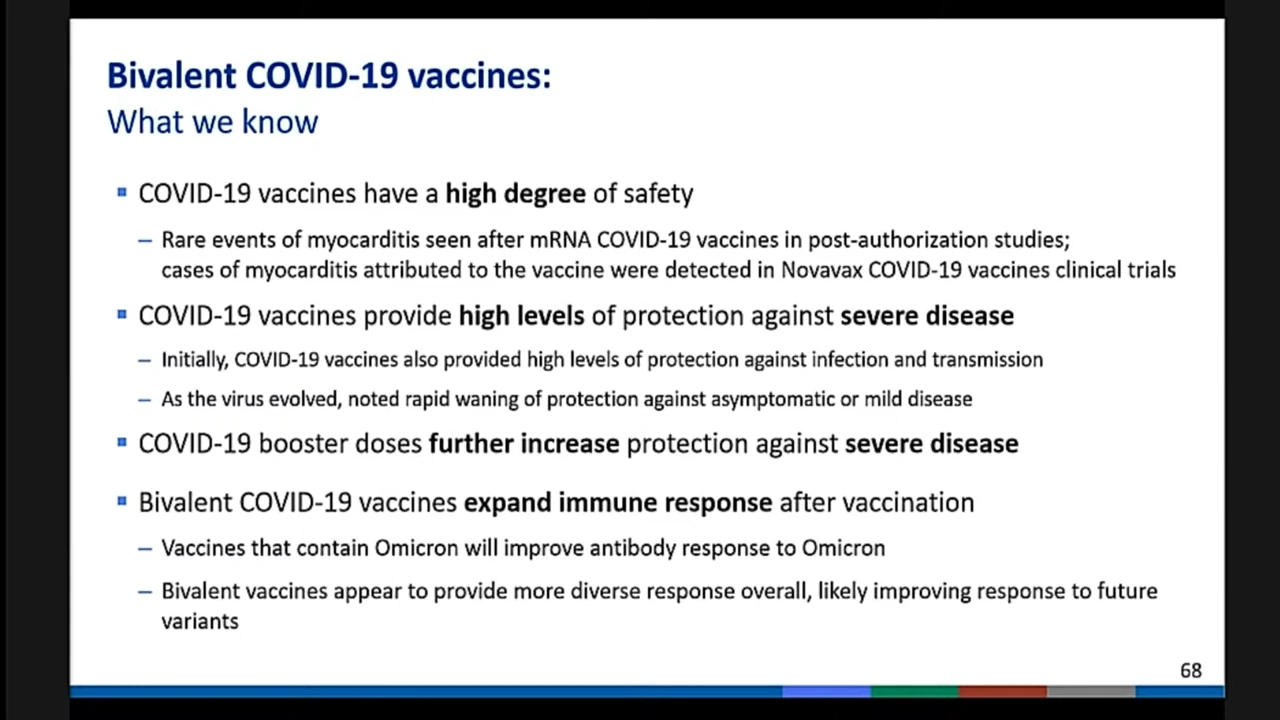 Bivalent COVID-19 vaccines:
What we know
▪ COVID-19 vaccines have a high degree of safety
– Rare events of myocarditis seen after mRNA COVID-19 vaccines in post-authorization studies;
cases of myocarditis attributed to the vaccine were detected in Novavax COVID-19 vaccines clinical trials
▪ COVID-19 vaccines provide high levels of protection against severe disease
– Initially, COVID-19 vaccines also provided high levels of protection against infection and transmission
– As the virus evolved, noted rapid waning of protection against asymptomatic or mild disease
▪ COVID-19 booster doses further increase protection against severe disease
▪ Bivalent COVID-19 vaccines expand immune response after vaccination
– Vaccines that contain Omicron will improve antibody response to Omicron
– Bivalent vaccines appear to provide more diverse response overall, likely improving response to future
variants
68